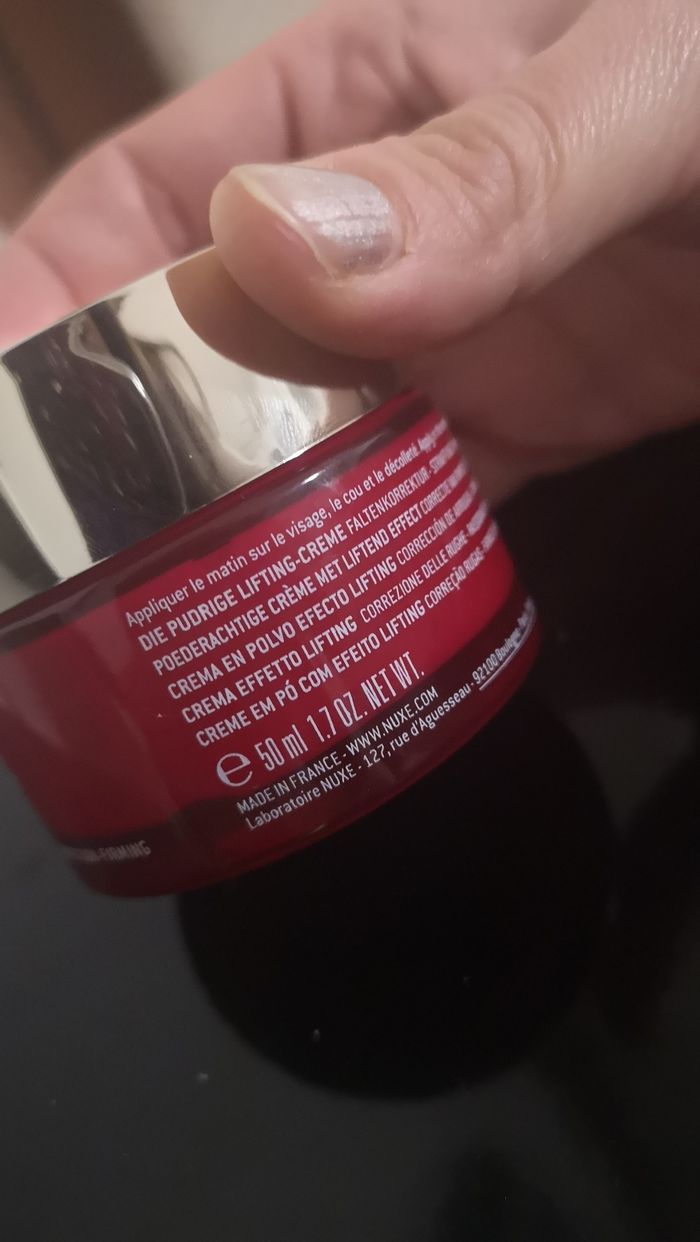 Appliquer le matin sur le visage, le cou et le décolleté.
DIE PUDRIGE LIFTING-CREME FALTENKORREKTUR -
POEDERACHTIGE CRÈME MET LIFTEND EFFECT
CREMA EN POLVO EFECTO LIFTING CORRECCIÓN DE
CREMA EFFETTO LIFTING CORREZIONE DELLE RUGHE -
CREME EM PÓ COM EFEITO LIFTING CORREÇÃO RUGAS -
e 50 ml 1.7 OZ. NET WT.
MADE IN FRANCE - WWW.NUXE.COM
Laboratoire NUXE - 127, rue d'Aguesseau - 92100
FIRMING